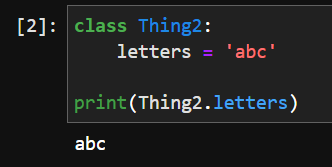 [2]: class Thing2:
    letters = 'abc'
print(Thing2.letters)
abc